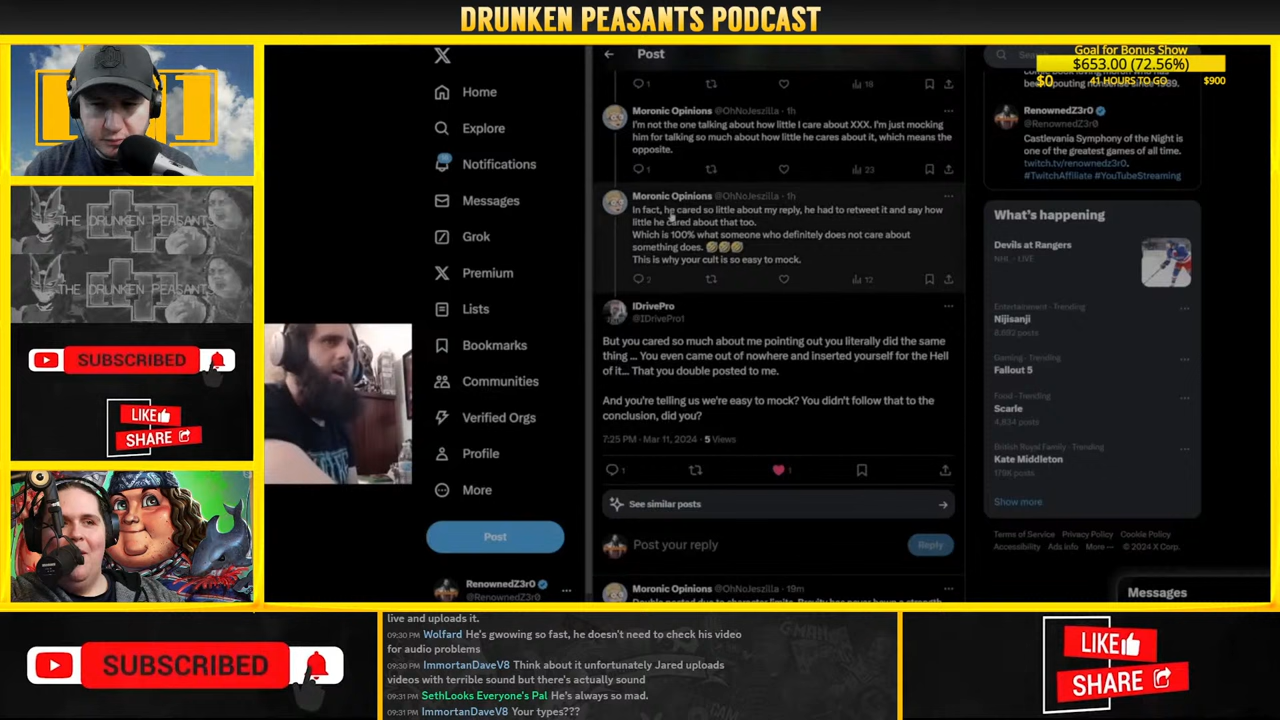 DRUNKEN PEASANTS PODCAST
Goal for Bonus Show
$653.00 (72.56%)
$0
41 HOURS TO GO
$900
THE DRUNKEN PEASANTS
THE DRUNKEN PEASANTS
SUBSCRIBED
LIKE
SHARE
Home
Explore
Notifications
Messages
Grok
Premium
Lists
Bookmarks
Communities
Verified Orgs
Profile
More
Post
RenownedZ3r0
@RenownedZ3r0
Post
1
18
Moronic Opinions @OhNoJeszilla · 1h
I'm not the one talking about how little I care about XXX. I'm just mocking
him for talking so much about how little he cares about it, which means the
opposite.
1
23
Moronic Opinions @OhNoJeszilla · 1h
In fact, he cared so little about my reply, he had to retweet it and say how
little he cared about that too.
Which is 100% what someone who definitely does not care about
something does. 🤣🤣🤣
This is why your cult is so easy to mock.
2
12
IDrivePro
@IDrivePro1
But you cared so much about me pointing out you literally did the same
thing ... You even came out of nowhere and inserted yourself for the Hell
of it... That you double posted to me.
And you're telling us we're easy to mock? You didn't follow that to the
conclusion, did you?
7:25 PM · Mar 11, 2024 · 5 Views
1
1
See similar posts
Post your reply
Reply
Moronic Opinions @OhNoJeszilla · 19m
RenownedZ3r0
@RenownedZ3r0
Castlevania Symphony of the Night is
one of the greatest games of all time.
twitch.tv/renownedz3r0.
#TwitchAffiliate #YouTubeStreaming
What's happening
Devils at Rangers
NHL · LIVE
Entertainment · Trending
Nijisanji
8,692 posts
Gaming · Trending
Fallout 5
Food · Trending
Scarle
4,834 posts
British Royal Family · Trending
Kate Middleton
179K posts
Show more
Terms of Service Privacy Policy Cookie Policy
Accessibility Ads info More ··· © 2024 X Corp.
Messages
SUBSCRIBED
live and uploads it.
09:30 PM Wolfard He's gwowing so fast, he doesn't need to check his video
for audio problems
09:30 PM ImmortanDaveV8 Think about it unfortunately Jared uploads
videos with terrible sound but there's actually sound
09:31 PM SethLooks Everyone's Pal He's always so mad.
09:31 PM ImmortanDaveV8 Your types???
LIKE
SHARE